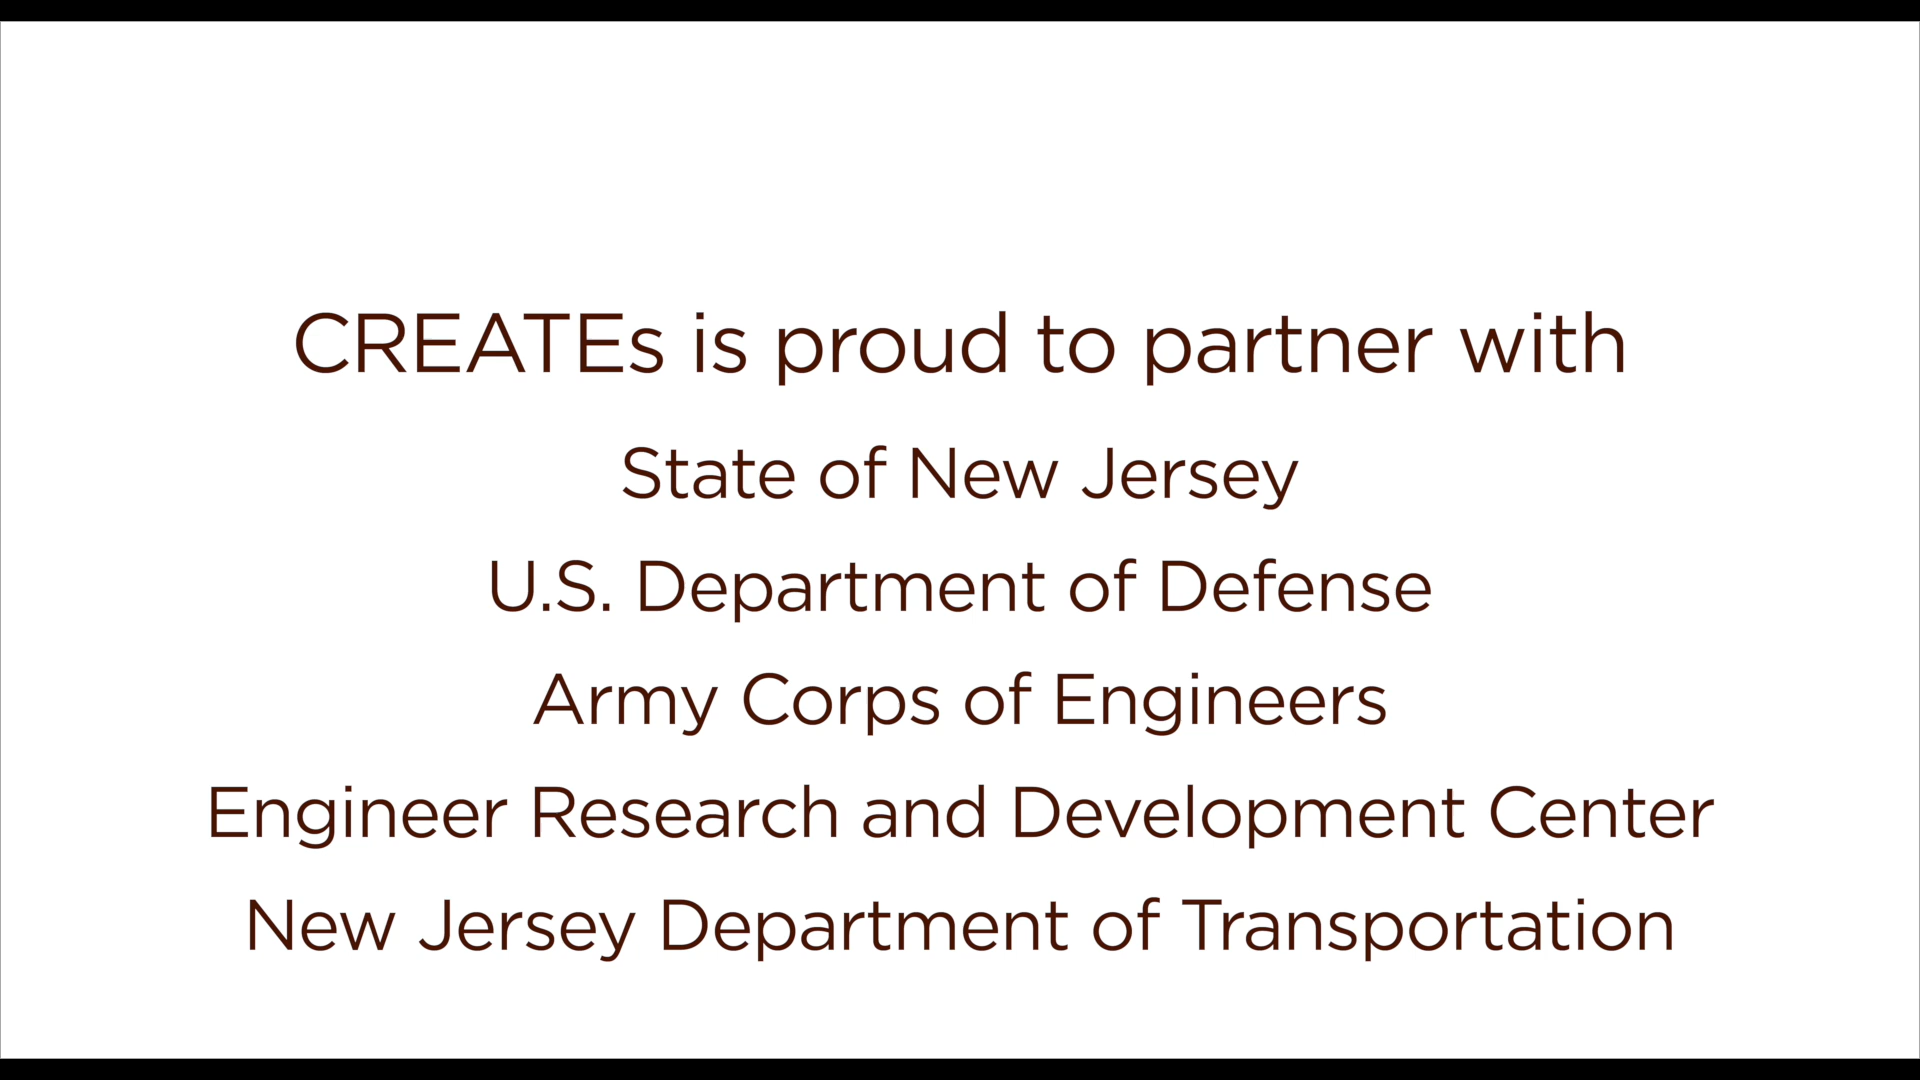 CREATEs is proud to partner with
State of New Jersey
U.S. Department of Defense
Army Corps of Engineers
Engineer Research and Development Center
New Jersey Department of Transportation